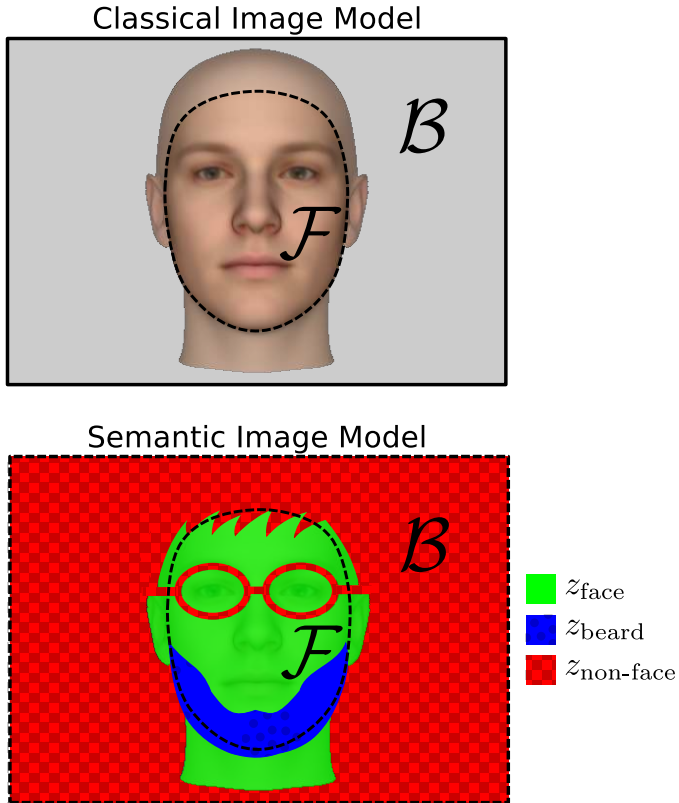 Classical Image Model
ℬ
ℱ
Semantic Image Model
ℬ
z_face
ℱ
z_beard
z_non-face